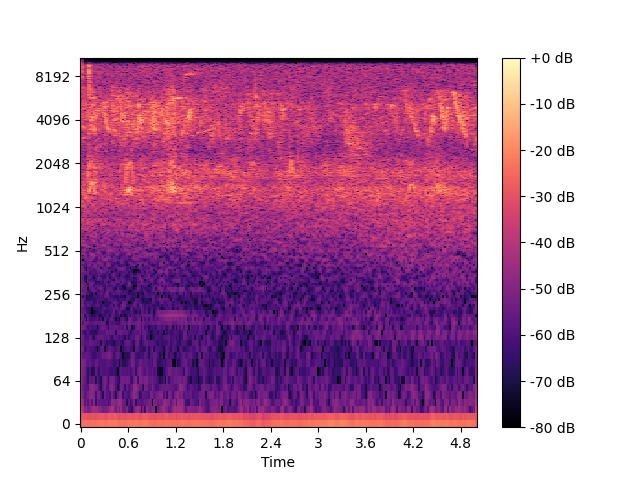 8192
4096
2048
1024
512
256
128
64
0
Hz
0 0.6 1.2 1.8 2.4 3 3.6 4.2 4.8
Time
+0 dB
-10 dB
-20 dB
-30 dB
-40 dB
-50 dB
-60 dB
-70 dB
-80 dB